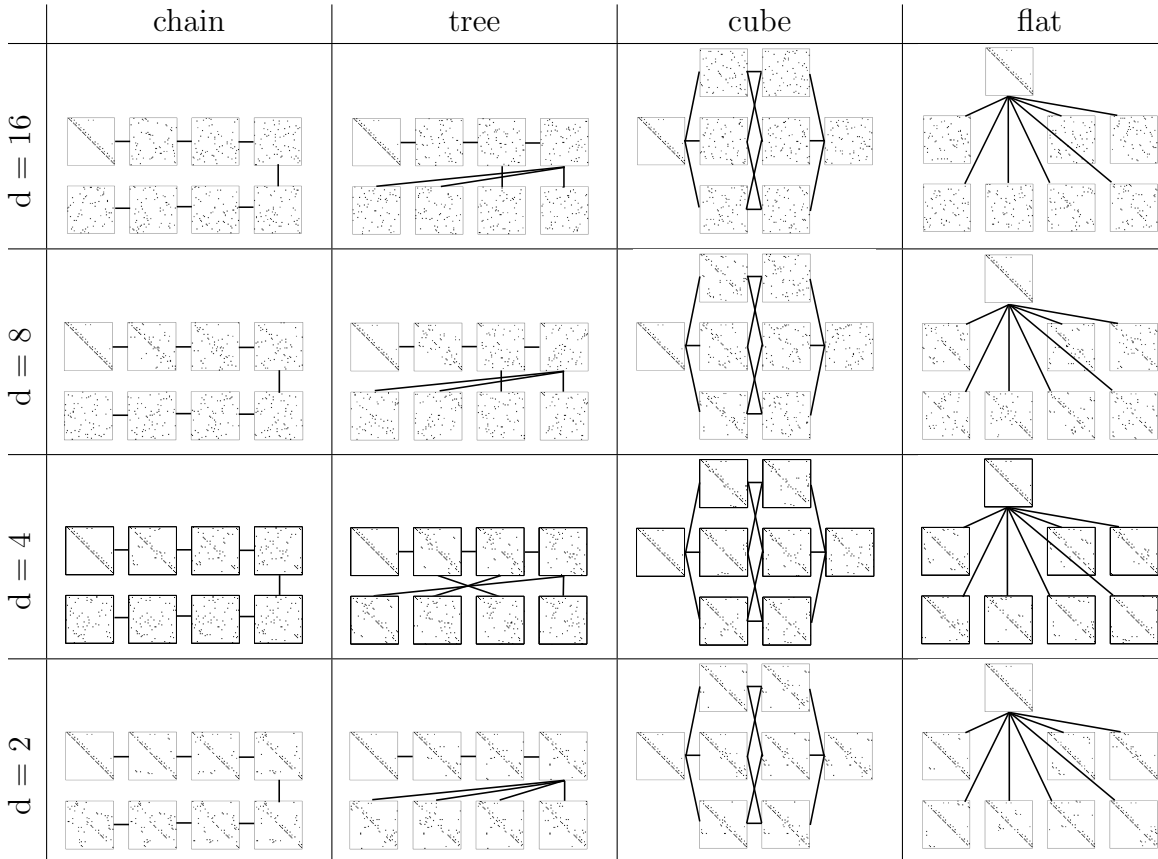 chain tree cube flat
d = 16
d = 8
d = 4
d = 2